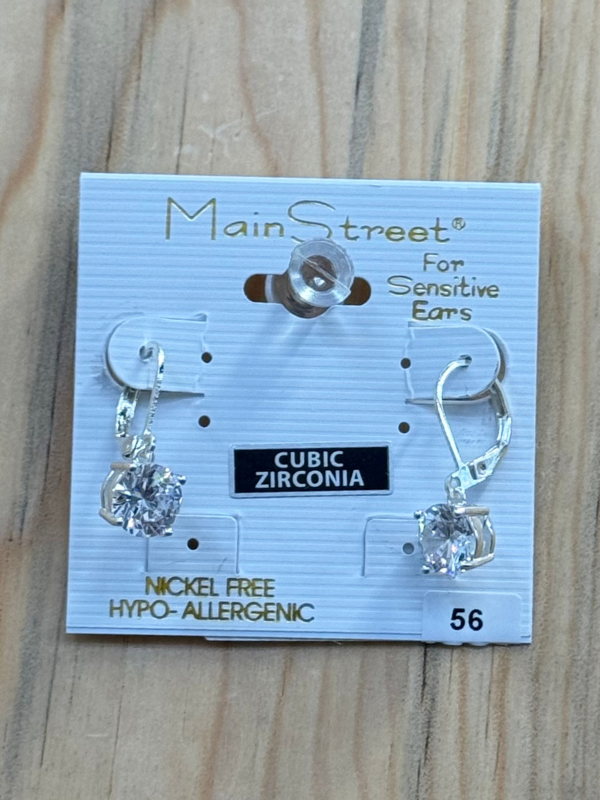 MainStreet®
For
Sensitive
Ears
CUBIC
ZIRCONIA
NICKEL FREE
HYPO-ALLERGENIC
56